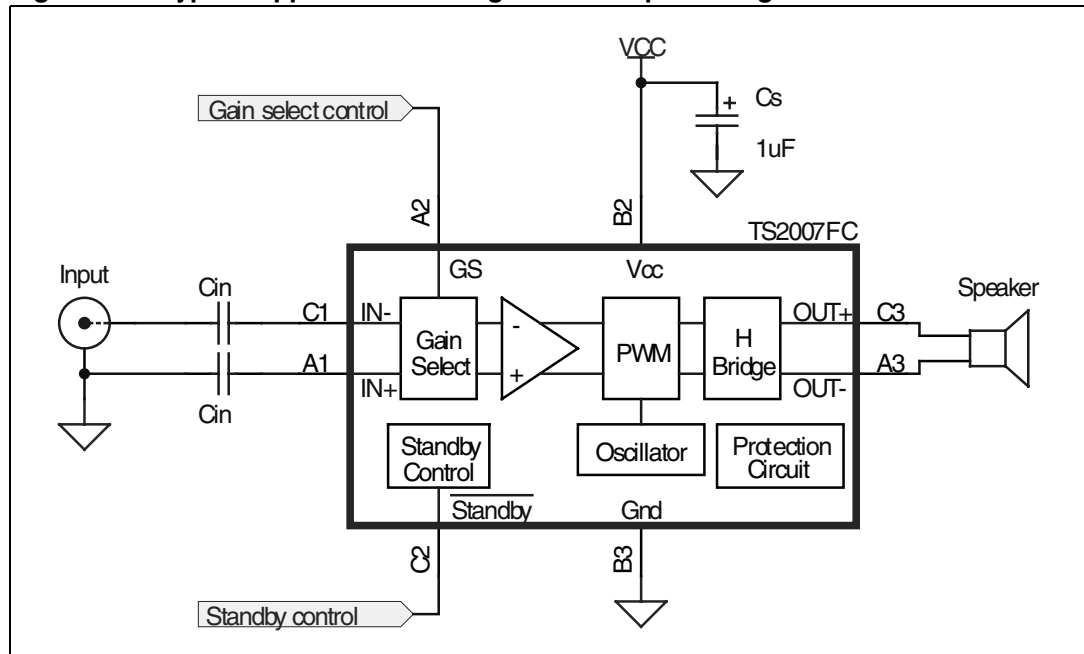 VCC
+ Cs
1uF
Gain select control
A2
B2
TS2007FC
Input
Cin
C1
IN-
GS
Vcc
OUT+
C3
Speaker
Gain
Select
-
+
PWM
H
Bridge
A1
IN+
Cin
OUT-
A3
Standby
Control
Oscillator
Protection
Circuit
Standby
Gnd
C2
B3
Standby control